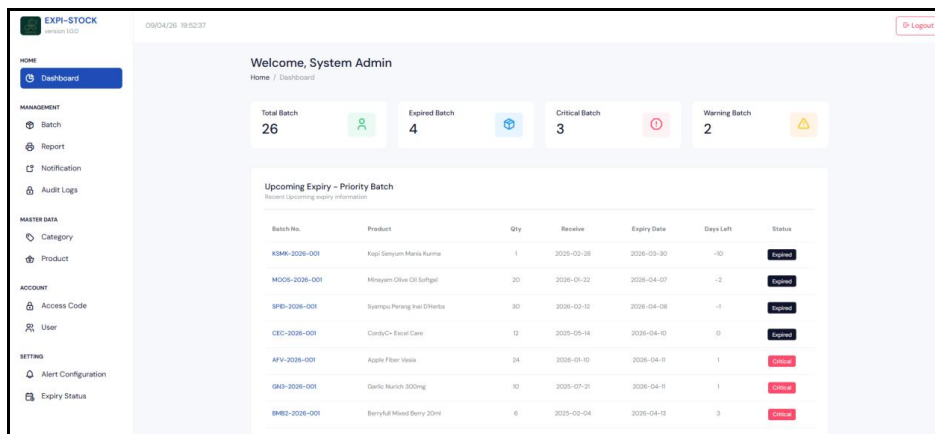 EXPI-STOCK
version 1.0.0
09/04/26 19:52:37
Logout
HOME
Dashboard
MANAGEMENT
Batch
Report
Notification
Audit Logs
MASTER DATA
Category
Product
ACCOUNT
Access Code
User
SETTING
Alert Configuration
Expiry Status
Welcome, System Admin
Home / Dashboard
Total Batch
26
Expired Batch
4
Critical Batch
3
Warning Batch
2
Upcoming Expiry - Priority Batch
Recent Upcoming expiry information
Batch No. Product Qty Receive Expiry Date Days Left Status
KSMK-2026-001 Kopi Senyum Manis Kurma 1 2025-02-28 2026-03-30 -10 Expired
MOOS-2026-001 Minayam Olive Oil Softgel 20 2026-01-22 2026-04-07 -2 Expired
SPID-2026-001 Syampu Perang Inai D'Herbs 30 2026-02-12 2026-04-08 -1 Expired
CEC-2026-001 CordyC+ Excel Care 12 2025-05-14 2026-04-10 0 Expired
AFV-2026-001 Apple Fiber Vasia 24 2026-01-10 2026-04-11 1 Critical
GN3-2026-001 Garlic Nurich 300mg 10 2025-07-21 2026-04-11 1 Critical
BMB2-2026-001 Berryfull Mixed Berry 20ml 6 2025-02-04 2026-04-13 3 Critical